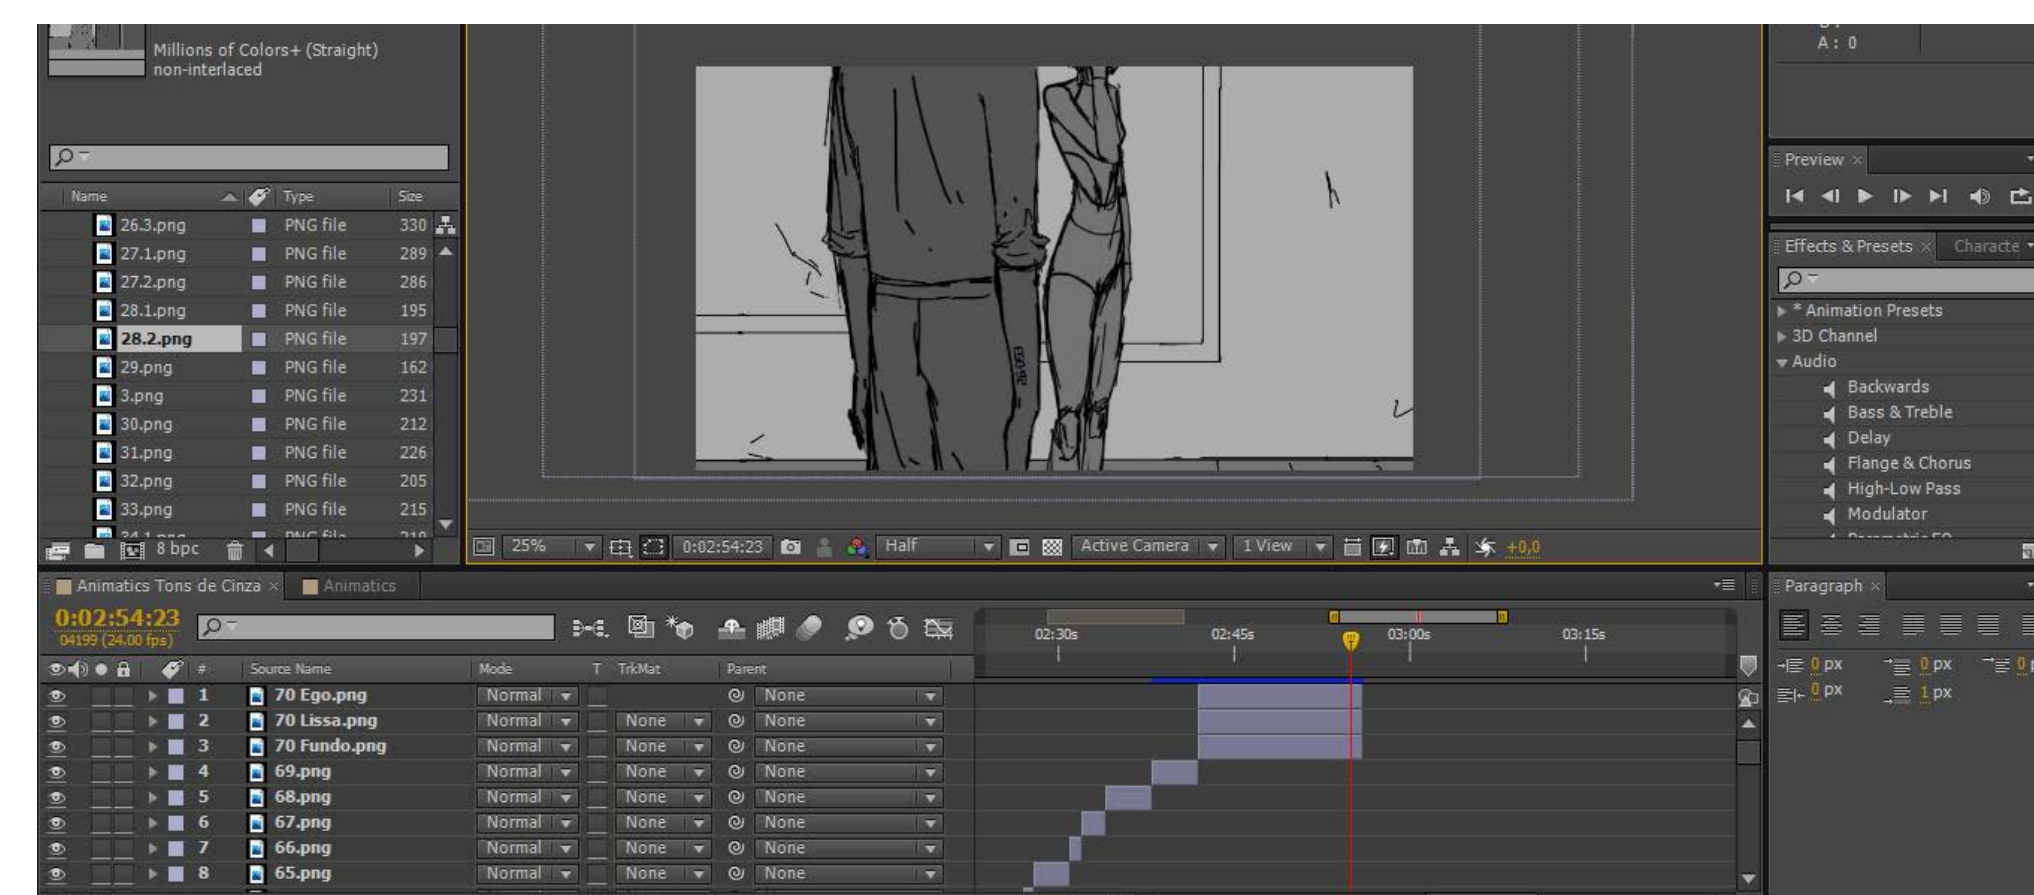 Millions of Colors+ (Straight)
non-interlaced
A: 0
Name Type Size
26.3.png PNG file 330
27.1.png PNG file 289
27.2.png PNG file 286
28.1.png PNG file 195
28.2.png PNG file 197
29.png PNG file 162
3.png PNG file 231
30.png PNG file 212
31.png PNG file 226
32.png PNG file 205
33.png PNG file 215
8 bpc
25% 0:02:54:23 Half Active Camera 1 View +0,0
Preview
Effects & Presets Characte
* Animation Presets
3D Channel
Audio
Backwards
Bass & Treble
Delay
Flange & Chorus
High-Low Pass
Modulator
Animatics Tons de Cinza Animatics
0:02:54:23
04199 (24.00 fps)
02:30s 02:45s 03:00s 03:15s
# Source Name Mode T TrkMat Parent
1 70 Ego.png Normal None
2 70 Lissa.png Normal None None
3 70 Fundo.png Normal None None
4 69.png Normal None None
5 68.png Normal None None
6 67.png Normal None None
7 66.png Normal None None
8 65.png Normal None None
Paragraph
0 px 0 px 0
0 px 1 px